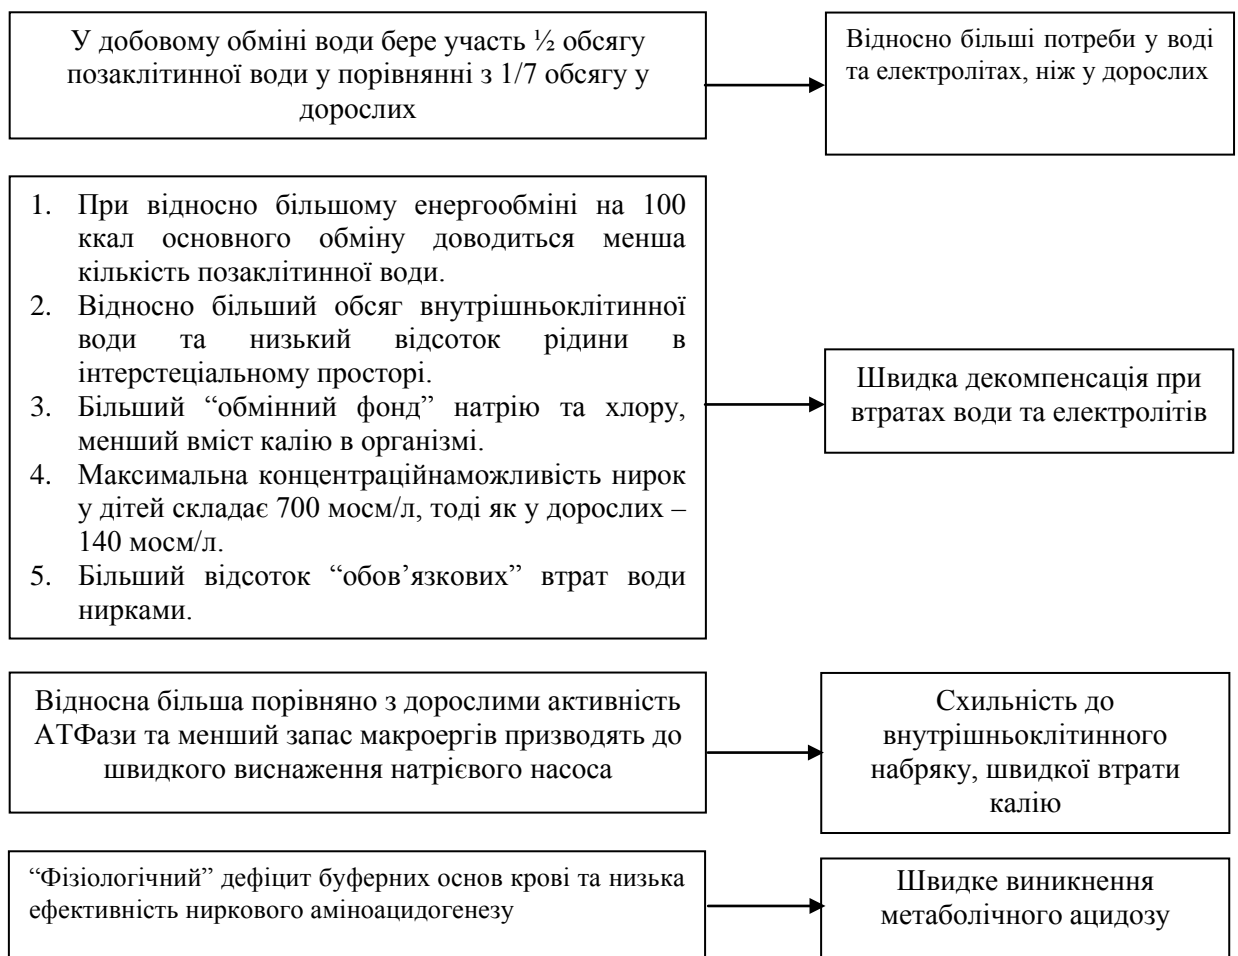 У добовому обміні води бере участь ½ обсягу
позаклітинної води у порівнянні з 1/7 обсягу у
дорослих
Відносно більші потреби у воді
та електролітах, ніж у дорослих
1. При відносно більшому енергообміні на 100
ккал основного обміну доводиться менша
кількість позаклітинної води.
2. Відносно більший обсяг внутрішньоклітинної
води та низький відсоток рідини в
інтерстеціальному просторі.
3. Більший “обмінний фонд” натрію та хлору,
менший вміст калію в організмі.
4. Максимальна концентраційнаможливість нирок
у дітей складає 700 мосм/л, тоді як у дорослих –
140 мосм/л.
5. Більший відсоток “обов’язкових” втрат води
нирками.
Швидка декомпенсація при
втратах води та електролітів
Відносна більша порівняно з дорослими активність
АТФази та менший запас макроергів призводять до
швидкого виснаження натрієвого насоса
Схильність до
внутрішньоклітинного
набряку, швидкої втрати
калію
“Фізіологічний” дефіцит буферних основ крові та низька
ефективність ниркового аміноацидогенезу
Швидке виникнення
метаболічного ацидозу